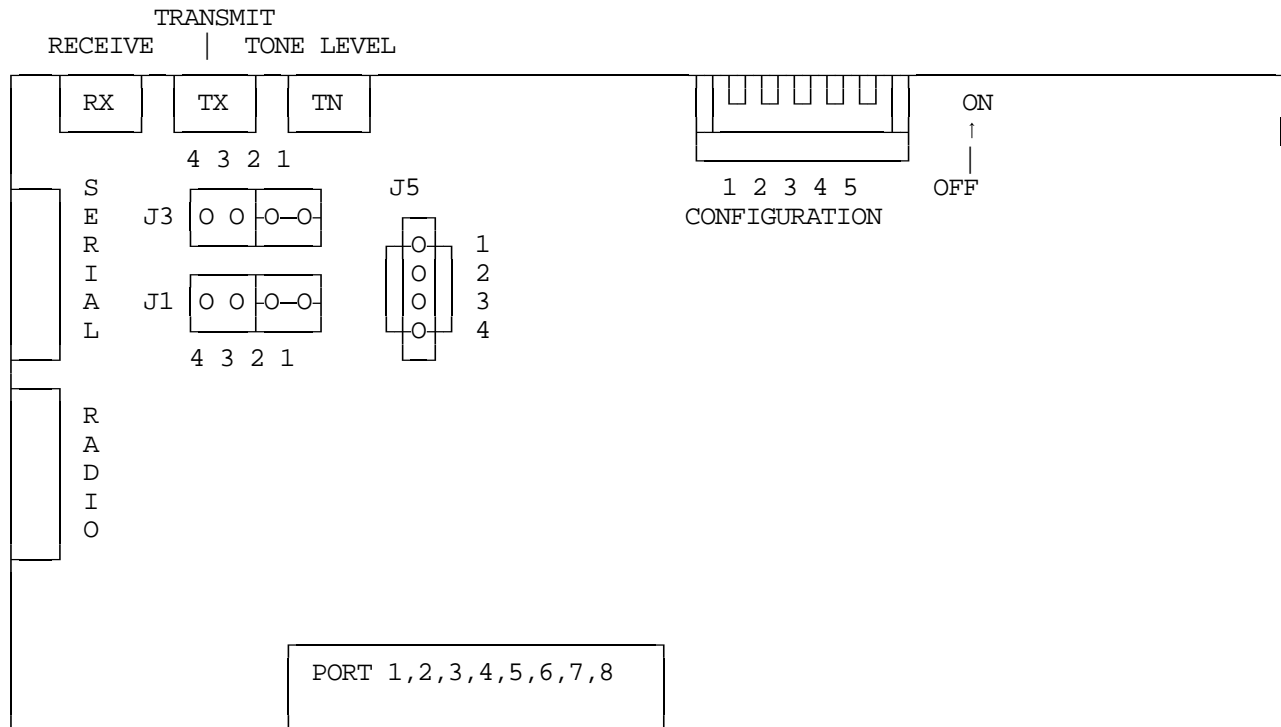 TRANSMIT
RECEIVE | TONE LEVEL
RX TX TN
ON
↑
|
OFF
4 3 2 1
1 2 3 4 5
CONFIGURATION
SERIAL
J3 O O O O
J1 O O O O
4 3 2 1
J5
O 1
O 2
O 3
O 4
RADIO
PORT 1,2,3,4,5,6,7,8